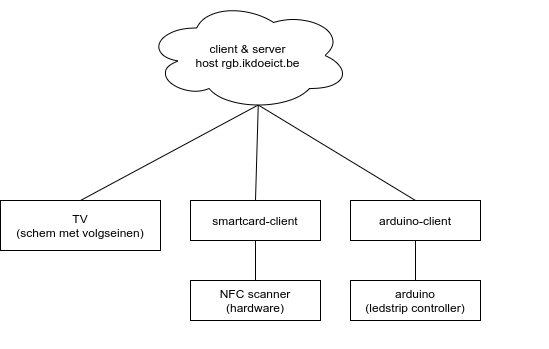 client & server
host rgb.ikdoeict.be
TV
(schem met volgseinen)
smartcard-client
arduino-client
NFC scanner
(hardware)
arduino
(ledstrip controller)